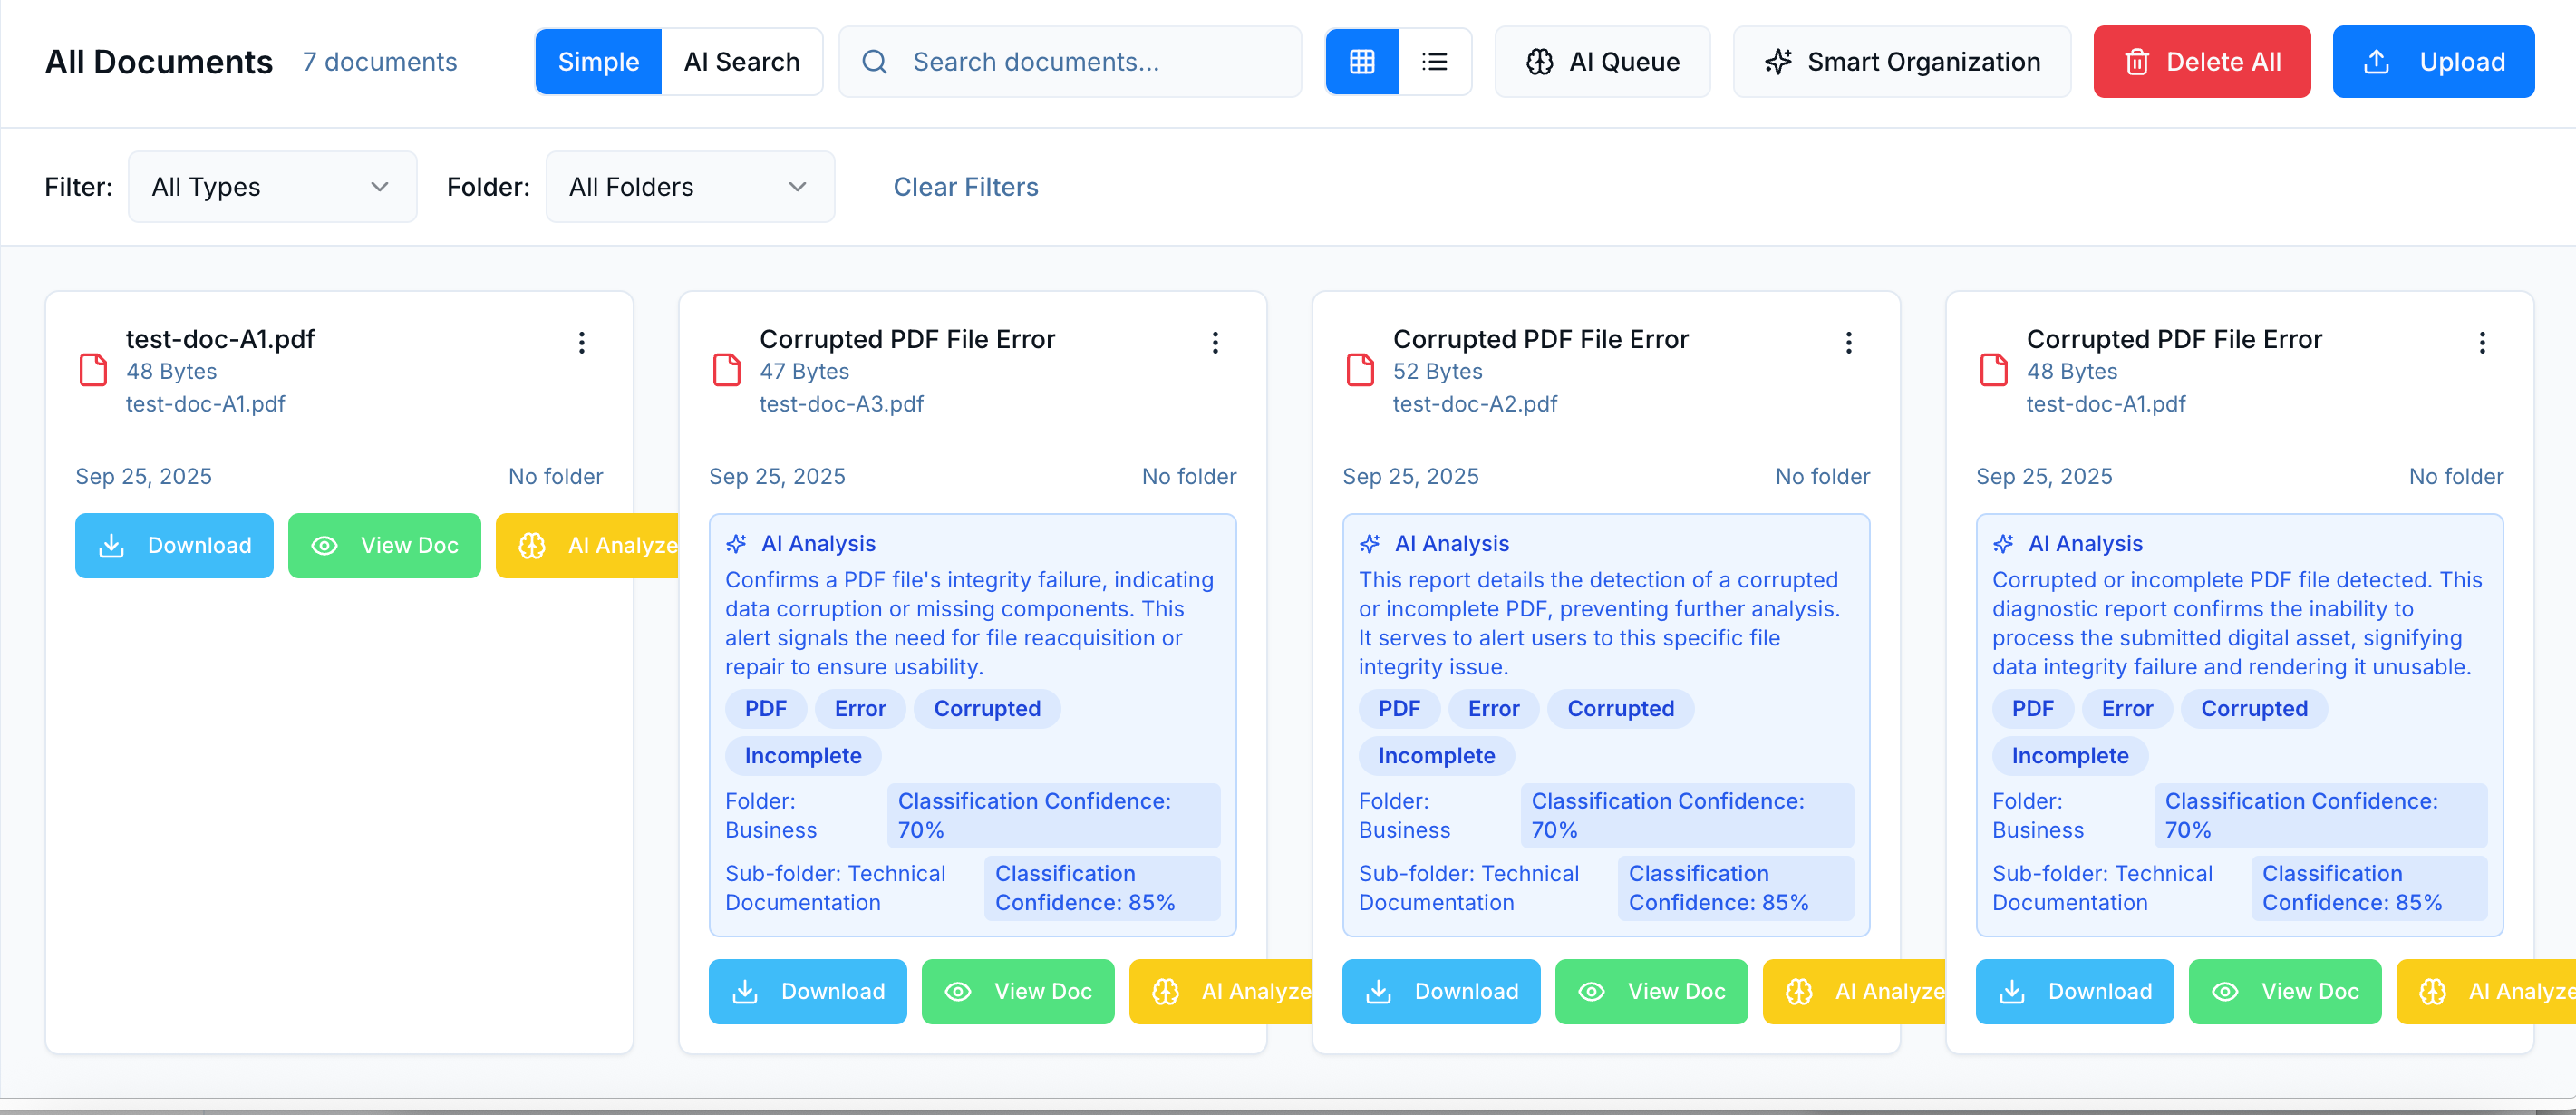 All Documents 7 documents Simple AI Search Search documents... AI Queue Smart Organization Delete All Upload
Filter: All Types Folder: All Folders Clear Filters
test-doc-A1.pdf
48 Bytes
test-doc-A1.pdf
Sep 25, 2025 No folder
Download View Doc AI Analyze
Corrupted PDF File Error
47 Bytes
test-doc-A3.pdf
Sep 25, 2025 No folder
AI Analysis
Confirms a PDF file's integrity failure, indicating
data corruption or missing components. This
alert signals the need for file reacquisition or
repair to ensure usability.
PDF Error Corrupted
Incomplete
Folder:
Business
Classification Confidence:
70%
Sub-folder: Technical
Documentation
Classification
Confidence: 85%
Download View Doc AI Analyze
Corrupted PDF File Error
52 Bytes
test-doc-A2.pdf
Sep 25, 2025 No folder
AI Analysis
This report details the detection of a corrupted
or incomplete PDF, preventing further analysis.
It serves to alert users to this specific file
integrity issue.
PDF Error Corrupted
Incomplete
Folder:
Business
Classification Confidence:
70%
Sub-folder: Technical
Documentation
Classification
Confidence: 85%
Download View Doc AI Analyze
Corrupted PDF File Error
48 Bytes
test-doc-A1.pdf
Sep 25, 2025 No folder
AI Analysis
Corrupted or incomplete PDF file detected. This
diagnostic report confirms the inability to
process the submitted digital asset, signifying
data integrity failure and rendering it unusable.
PDF Error Corrupted
Incomplete
Folder:
Business
Classification Confidence:
70%
Sub-folder: Technical
Documentation
Classification
Confidence: 85%
Download View Doc AI Analyze